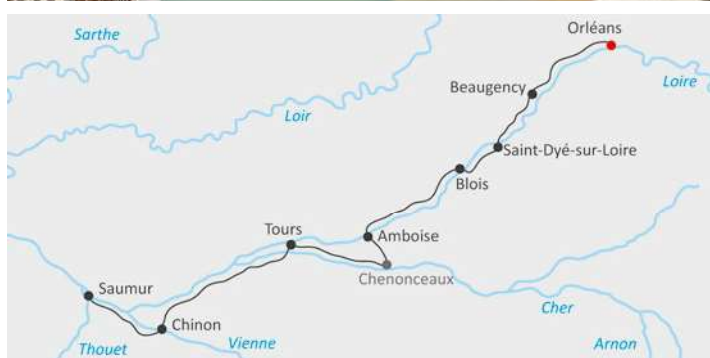 Orléans
Sarthe
Loire
Beaugency
Loir
Saint-Dyé-sur-Loire
Blois
Tours
Amboise
Chenonceaux
Saumur
Cher
Chinon
Vienne
Thouet
Arnon